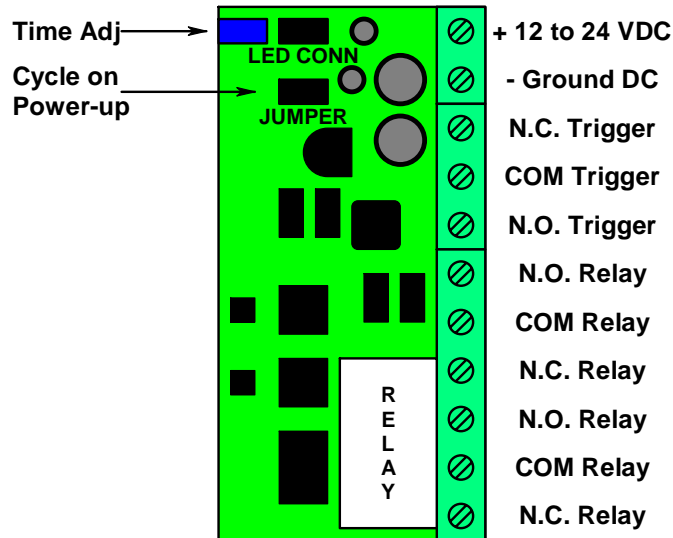 Time Adj
LED CONN
Cycle on
Power-up
JUMPER
RELAY
+ 12 to 24 VDC
- Ground DC
N.C. Trigger
COM Trigger
N.O. Trigger
N.O. Relay
COM Relay
N.C. Relay
N.O. Relay
COM Relay
N.C. Relay